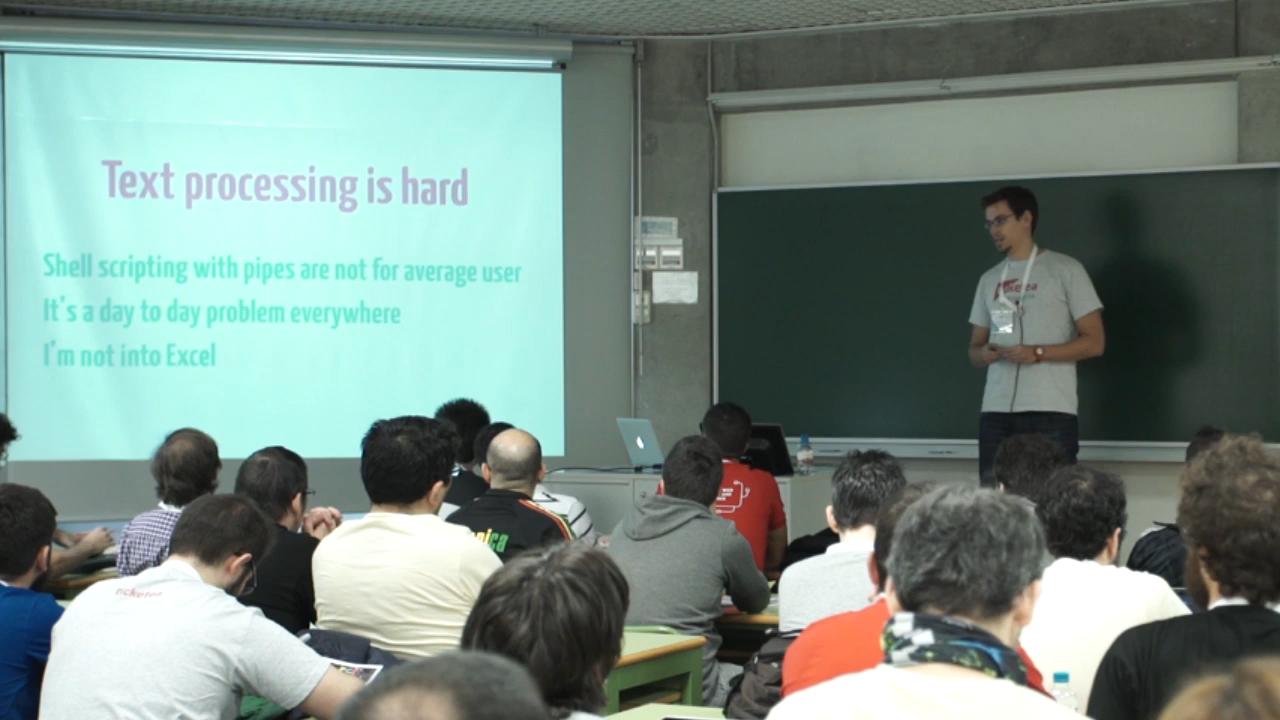 Text processing is hard
Shell scripting with pipes are not for average user
It's a day to day problem everywhere
I'm not into Excel
ticketea